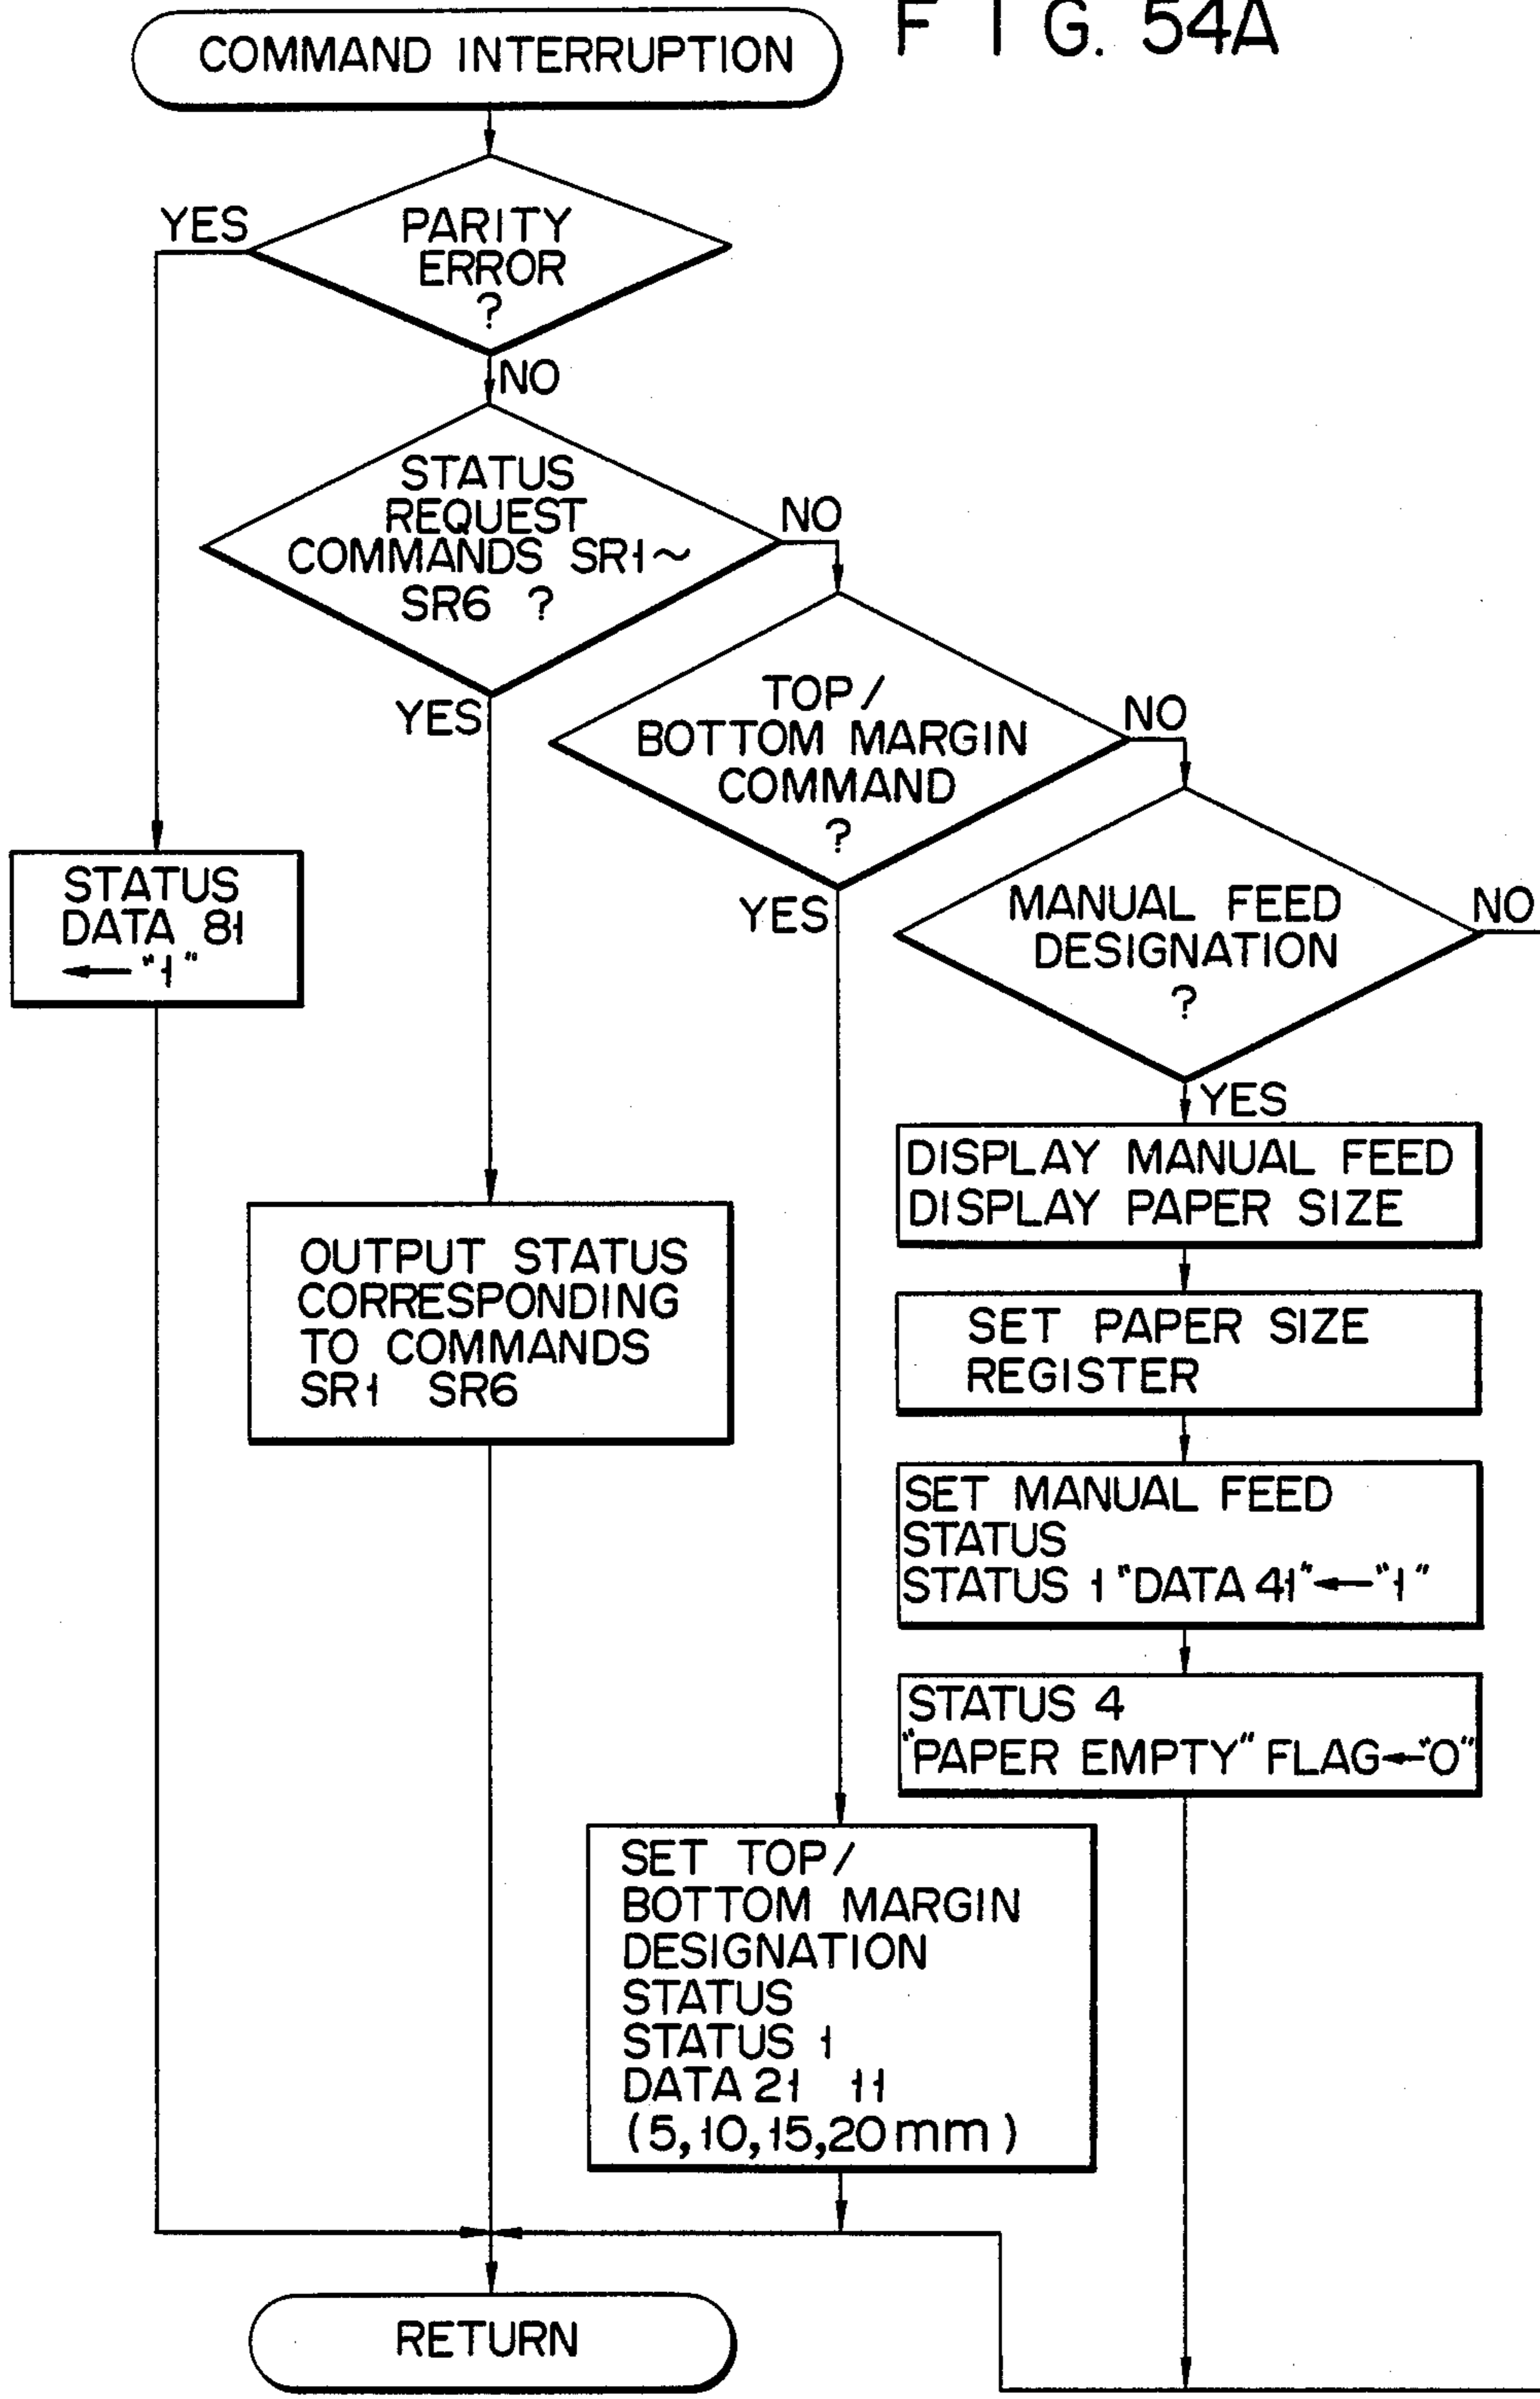 F I G. 54A
COMMAND INTERRUPTION
PARITY
ERROR
?
YES
NO
STATUS
REQUEST
COMMANDS SR1~
SR6 ?
NO
YES
TOP/
BOTTOM MARGIN
COMMAND
?
NO
YES
MANUAL FEED
DESIGNATION
?
NO
YES
STATUS
DATA 81
← "1"
DISPLAY MANUAL FEED
DISPLAY PAPER SIZE
OUTPUT STATUS
CORRESPONDING
TO COMMANDS
SR1 SR6
SET PAPER SIZE
REGISTER
SET MANUAL FEED
STATUS
STATUS 1 "DATA 41" ← "1"
STATUS 4
"PAPER EMPTY" FLAG ← "0"
SET TOP/
BOTTOM MARGIN
DESIGNATION
STATUS
STATUS 1
DATA 21 11
(5,10,15,20mm)
RETURN